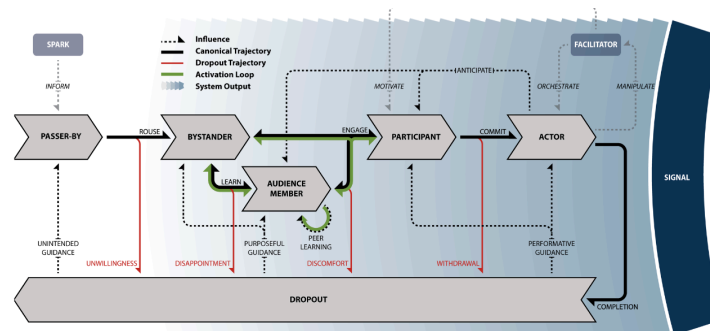 SPARK
Influence
Canonical Trajectory
Dropout Trajectory
Activation Loop
System Output
FACILITATOR
INFORM
MOTIVATE
(ANTICIPATE)
ORCHESTRATE
MANIPULATE
PASSER-BY
ROUSE
BYSTANDER
ENGAGE
PARTICIPANT
COMMIT
ACTOR
SIGNAL
LEARN
AUDIENCE
MEMBER
PEER
LEARNING
UNINTENDED
GUIDANCE
PURPOSEFUL
GUIDANCE
PERFORMATIVE
GUIDANCE
UNWILLINGNESS
DISAPPOINTMENT
DISCOMFORT
WITHDRAWAL
DROPOUT
COMPLETION